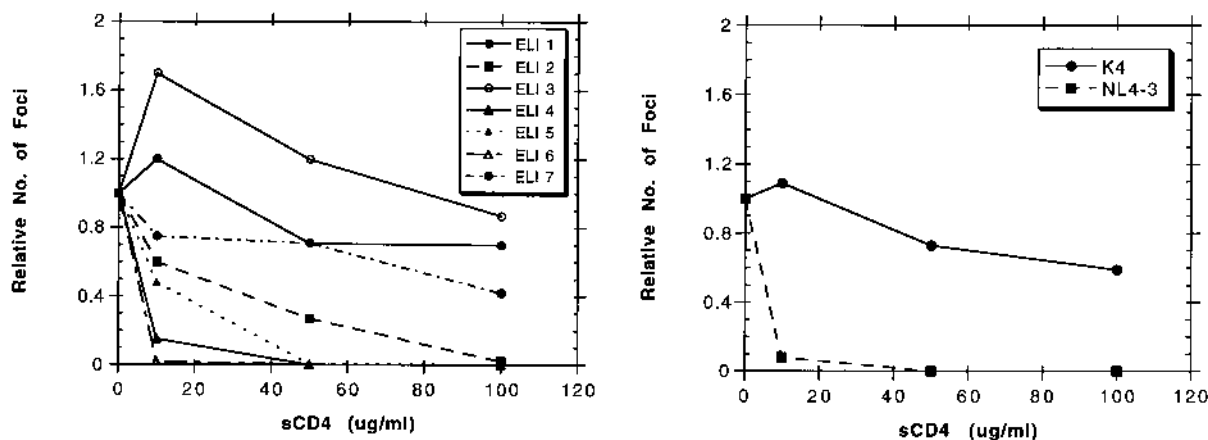 2
1.6
1.2
0.8
0.4
0
Relative No. of Foci
0 20 40 60 80 100 120
sCD4 (ug/ml)
ELI 1
ELI 2
ELI 3
ELI 4
ELI 5
ELI 6
ELI 7
2
1.6
1.2
0.8
0.4
0
Relative No. of Foci
0 20 40 60 80 100 120
sCD4 (ug/ml)
K4
NL4-3